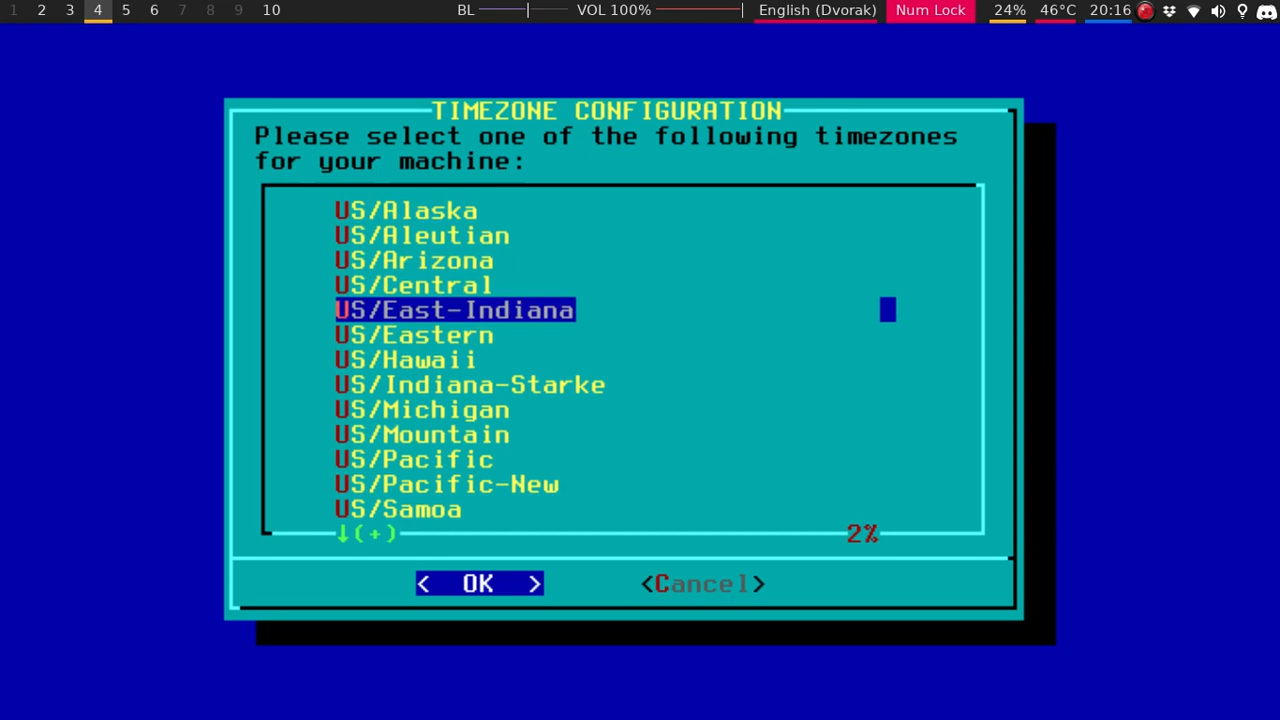 1 2 3 4 5 6 7 8 9 10 BL VOL 100% English (Dvorak) Num Lock 24% 46°C 20:16
TIMEZONE CONFIGURATION
Please select one of the following timezones
for your machine:
US/Alaska
US/Aleutian
US/Arizona
US/Central
US/East-Indiana
US/Eastern
US/Hawaii
US/Indiana-Starke
US/Michigan
US/Mountain
US/Pacific
US/Pacific-New
US/Samoa
↓(+) 2%
< OK > <Cancel>